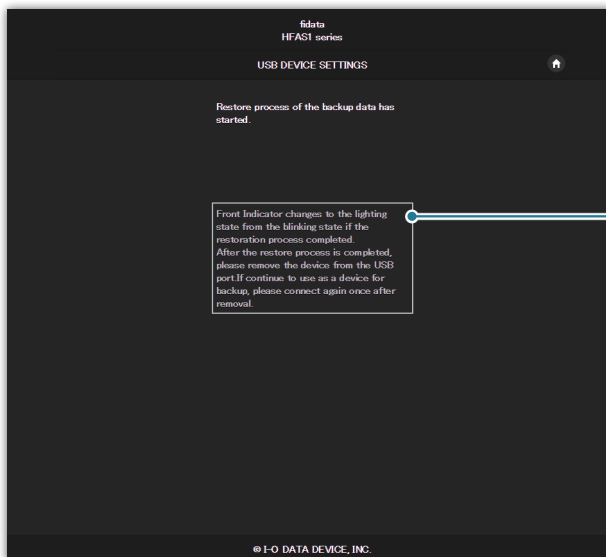 fidata
HFAS1 series
USB DEVICE SETTINGS
Restore process of the backup data has
started.
Front Indicator changes to the lighting
state from the blinking state if the
restoration process completed.
After the restore process is completed,
please remove the device from the USB
port.If continue to use as a device for
backup, please connect again once after
removal.
© I-O DATA DEVICE, INC.